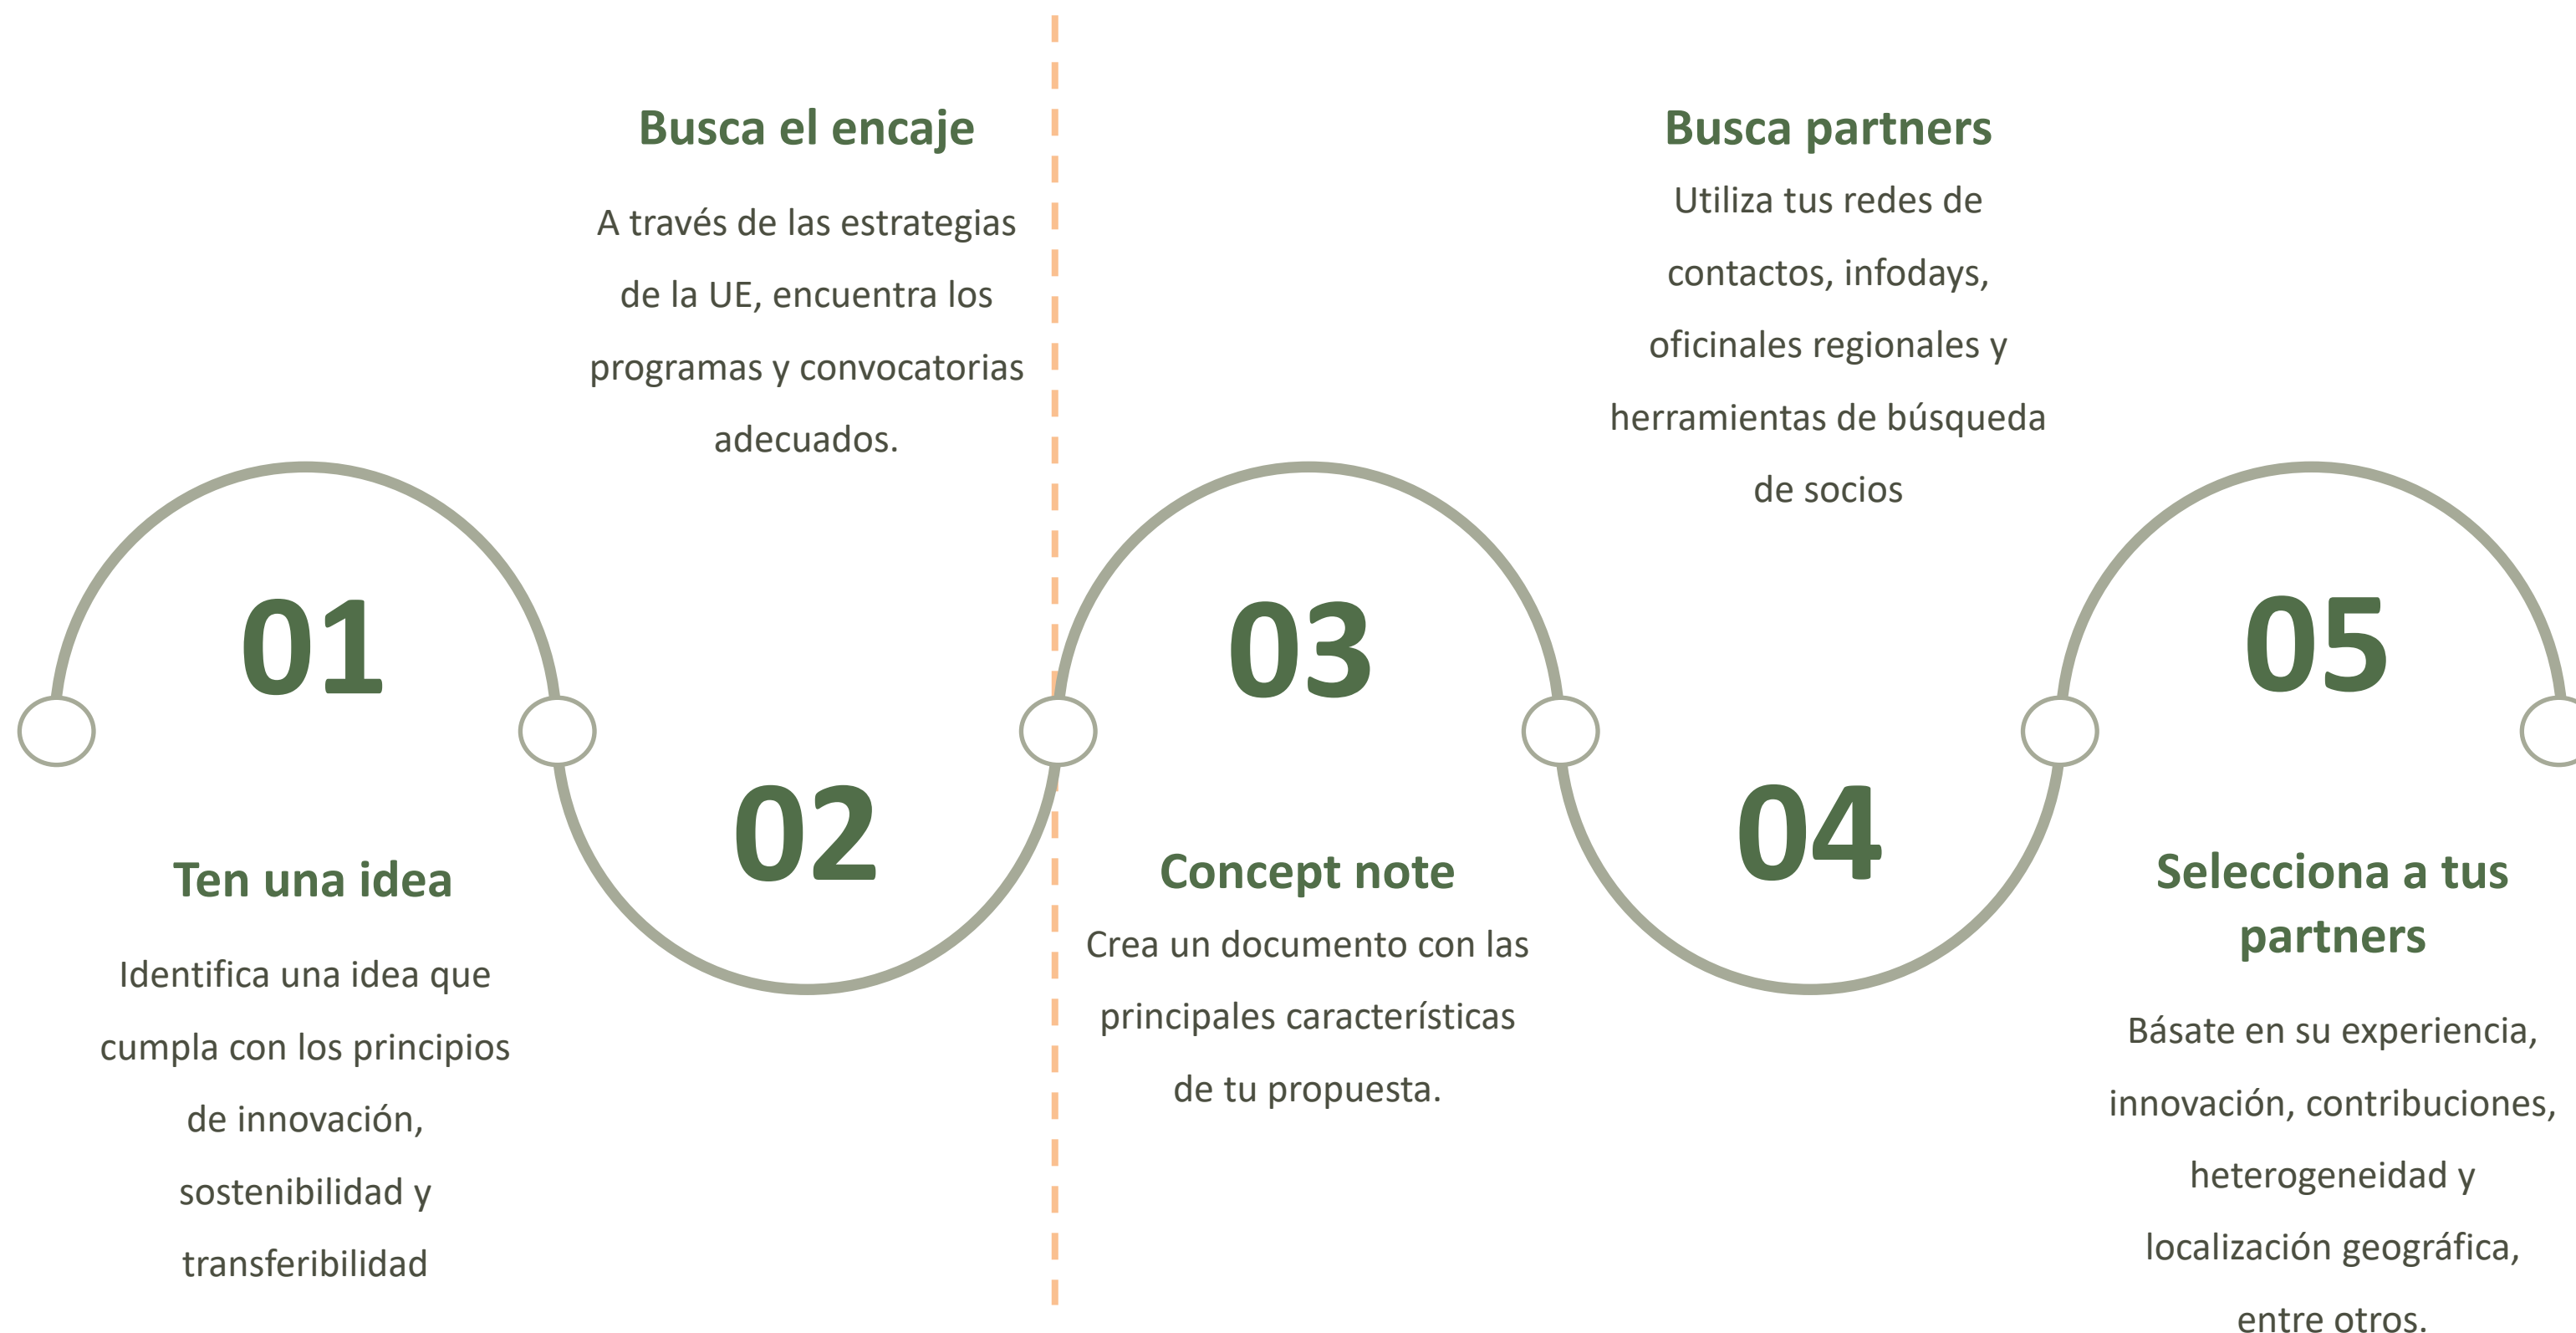 01
Ten una idea
Identifica una idea que
cumpla con los principios
de innovación,
sostenibilidad y
transferibilidad
Busca el encaje
A través de las estrategias
de la UE, encuentra los
programas y convocatorias
adecuados.
02
03
Concept note
Crea un documento con las
principales características
de tu propuesta.
Busca partners
Utiliza tus redes de
contactos, infodays,
oficinales regionales y
herramientas de búsqueda
de socios
04
05
Selecciona a tus
partners
Básate en su experiencia,
innovación, contribuciones,
heterogeneidad y
localización geográfica,
entre otros.